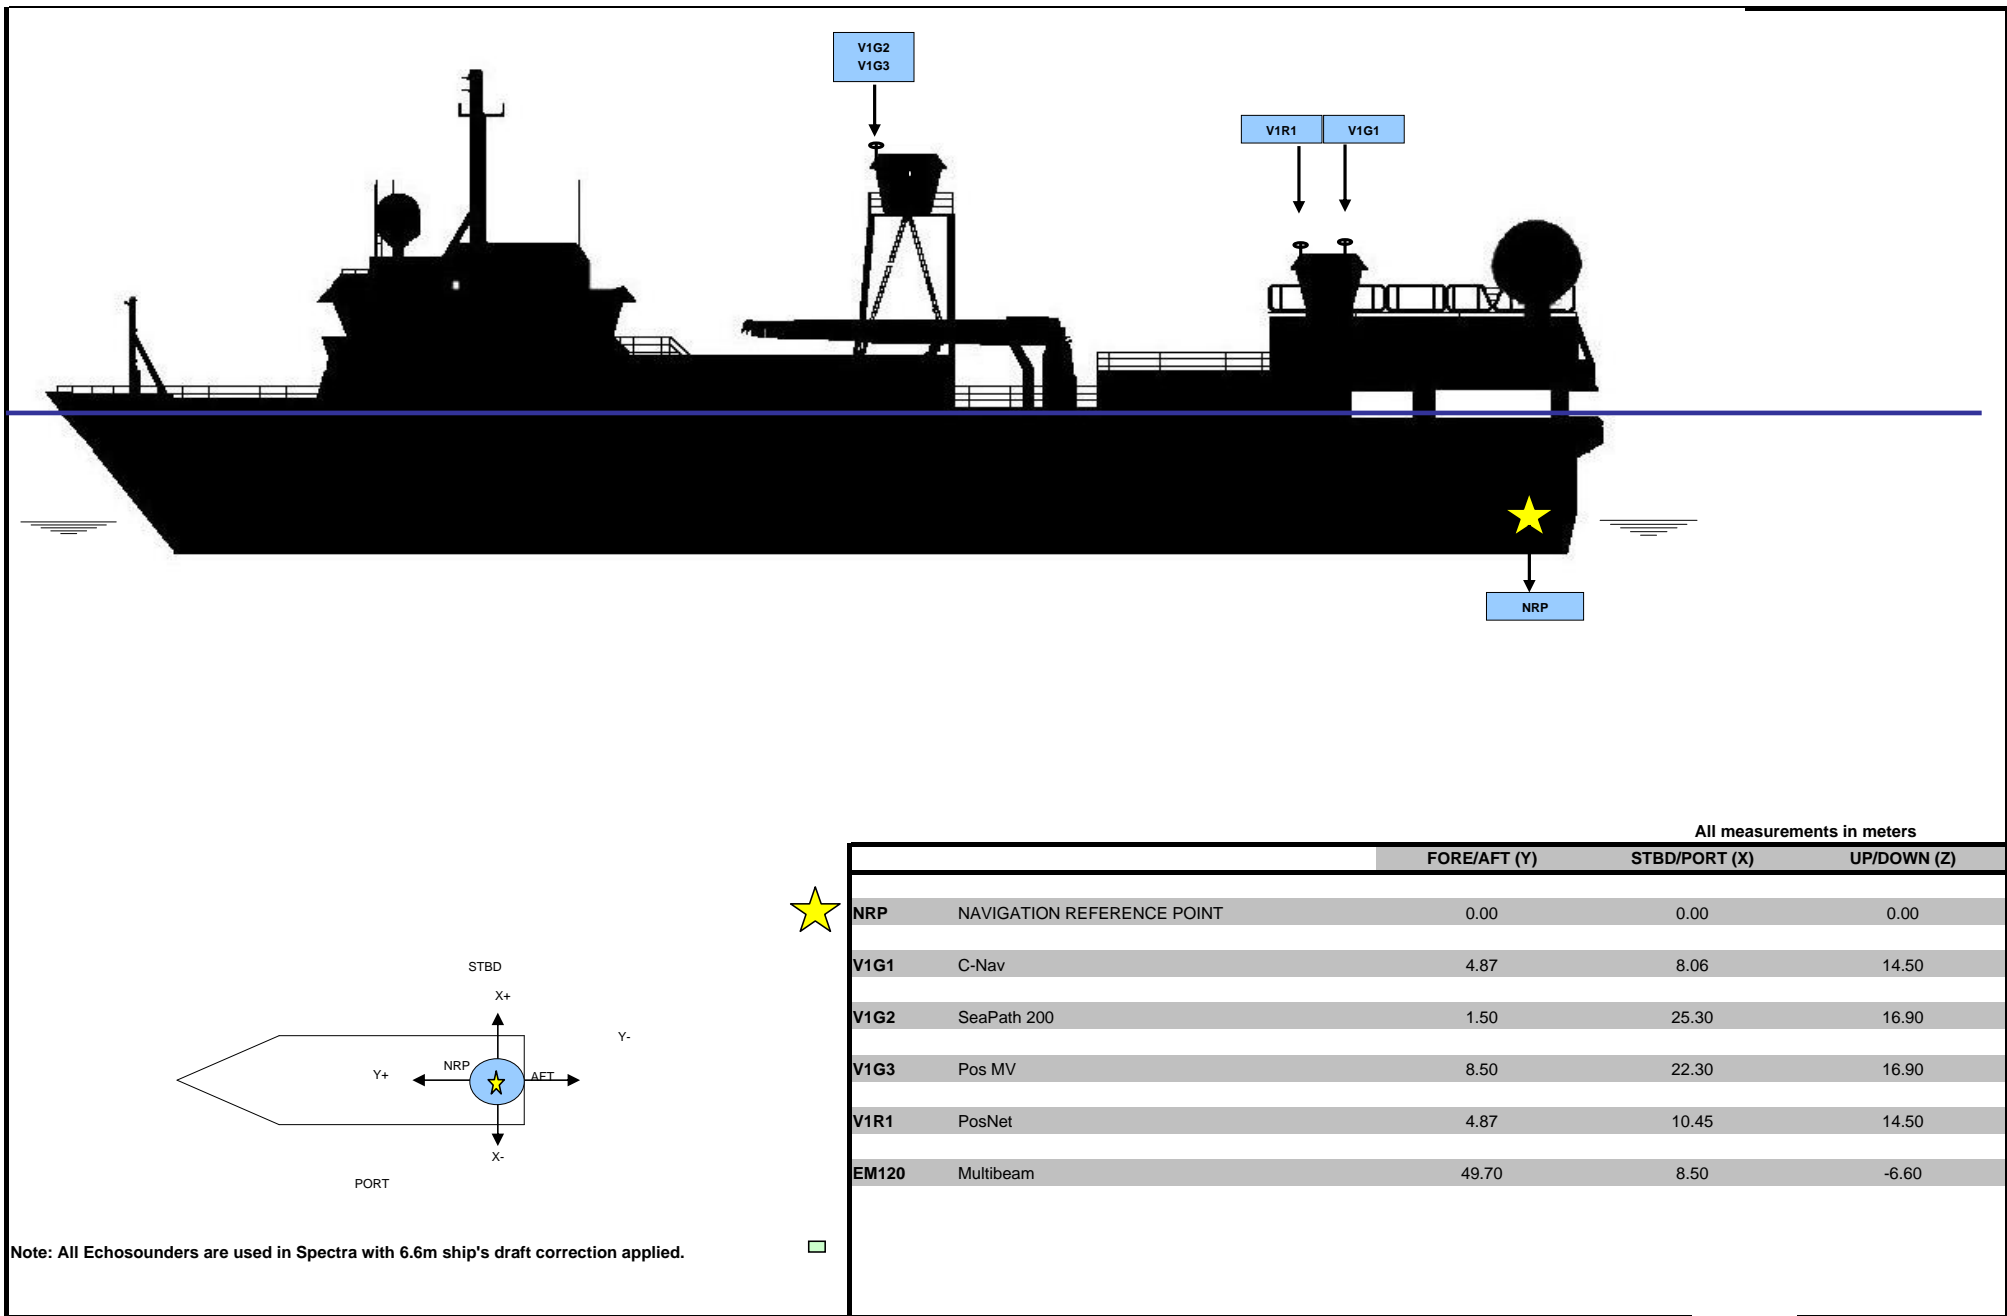 V1G2
V1G3
V1R1 V1G1
NRP
All measurements in meters
FORE/AFT (Y) STBD/PORT (X) UP/DOWN (Z)
NRP NAVIGATION REFERENCE POINT 0.00 0.00 0.00
V1G1 C-Nav 4.87 8.06 14.50
V1G2 SeaPath 200 1.50 25.30 16.90
V1G3 Pos MV 8.50 22.30 16.90
V1R1 PosNet 4.87 10.45 14.50
EM120 Multibeam 49.70 8.50 -6.60
STBD
X+
Y-
NRP
Y+
AFT
X-
PORT
Note: All Echosounders are used in Spectra with 6.6m ship's draft correction applied.